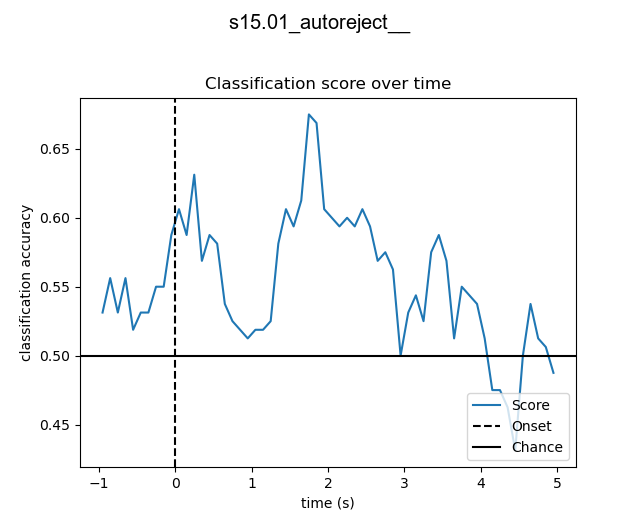 s15.01_autoreject__
Classification score over time
classification accuracy
0.65
0.60
0.55
0.50
0.45
Score
Onset
Chance
−1
0
1
2
3
4
5
time (s)